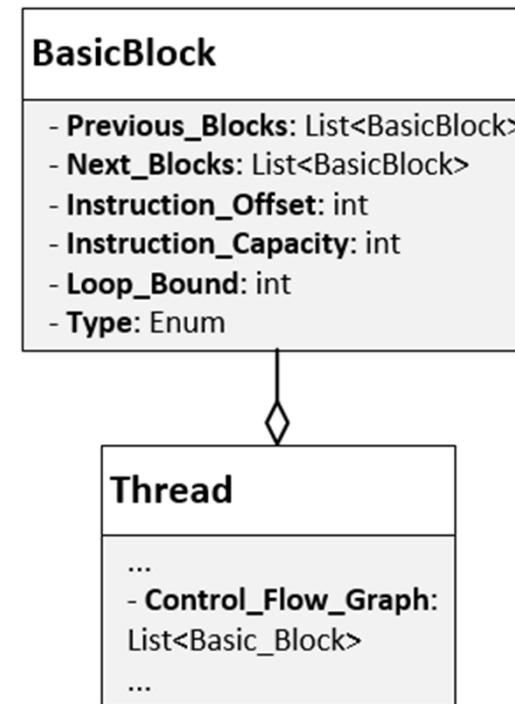 BasicBlock
- Previous_Blocks: List<BasicBlock>
- Next_Blocks: List<BasicBlock>
- Instruction_Offset: int
- Instruction_Capacity: int
- Loop_Bound: int
- Type: Enum
Thread
...
- Control_Flow_Graph:
List<Basic_Block>
...